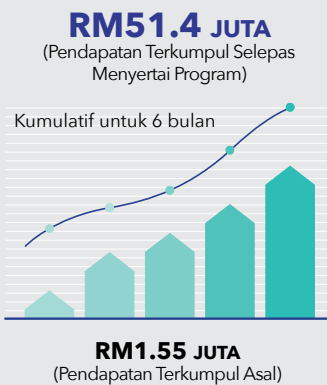 RM51.4 JUTA
(Pendapatan Terkumpul Selepas
Menyertai Program)
Kumulatif untuk 6 bulan
RM1.55 JUTA
(Pendapatan Terkumpul Asal)